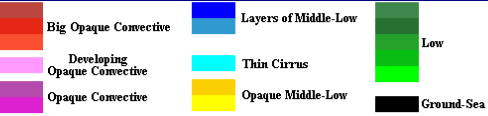 Big Opaque Convective
Developing
Opaque Convective
Opaque Convective
Layers of Middle-Low
Thin Cirrus
Opaque Middle-Low
Low
Ground-Sea